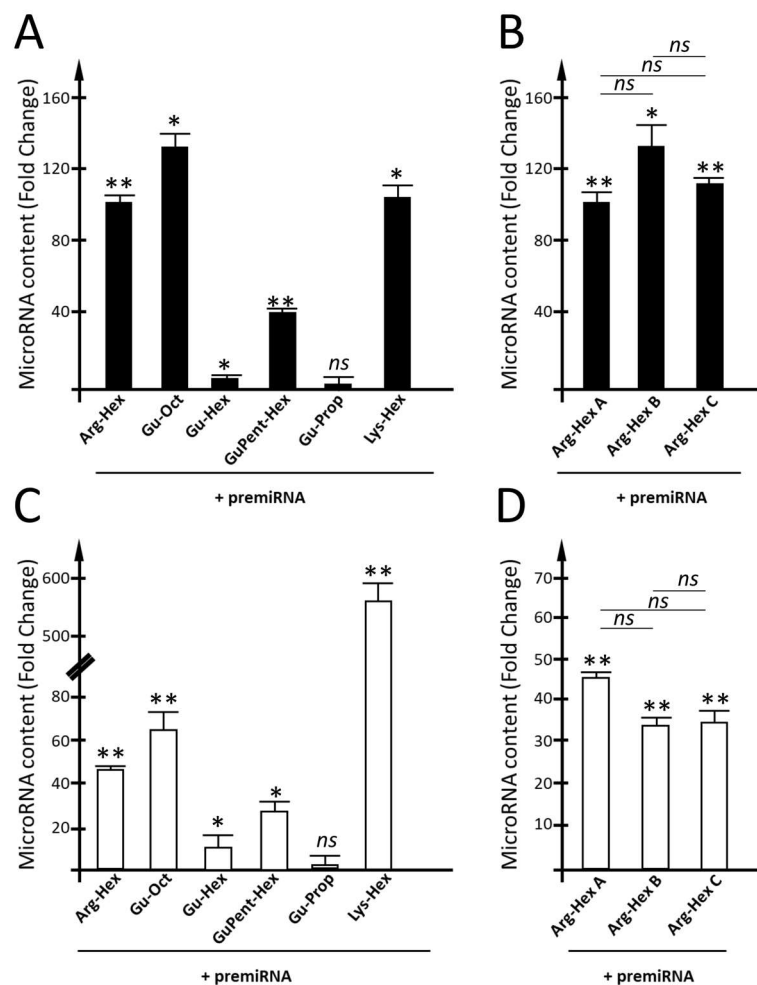 A
MicroRNA content (Fold Change)
160
120
80
40
**
*
*
**
ns
*
Arg-Hex
Gu-Oct
Gu-Hex
GuPent-Hex
Gu-Prop
Lys-Hex
+ premiRNA
B
MicroRNA content (Fold Change)
160
120
80
40
ns
ns
ns
**
*
**
Arg-Hex A
Arg-Hex B
Arg-Hex C
+ premiRNA
C
MicroRNA content (Fold Change)
600
500
80
60
40
20
**
**
*
*
ns
**
Arg-Hex
Gu-Oct
Gu-Hex
GuPent-Hex
Gu-Prop
Lys-Hex
+ premiRNA
D
MicroRNA content (Fold Change)
70
60
50
40
30
20
10
ns
ns
ns
**
**
**
Arg-Hex A
Arg-Hex B
Arg-Hex C
+ premiRNA